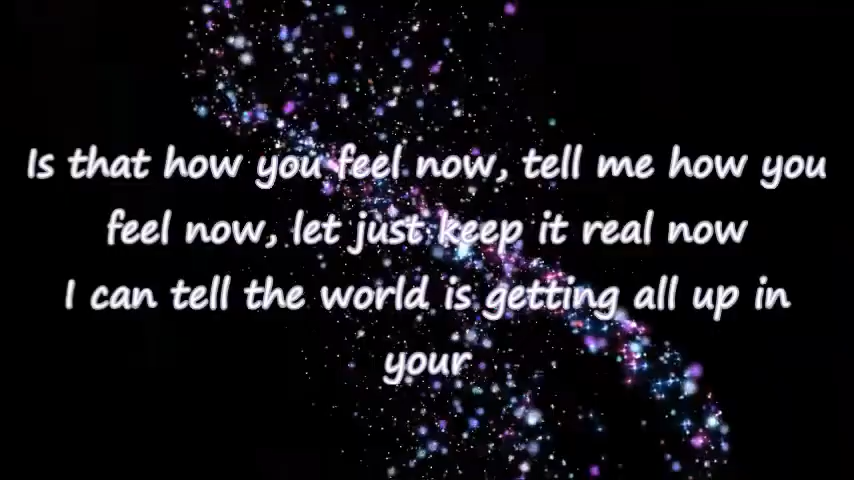 Is that how you feel now, tell me how you
feel now, let just keep it real now
I can tell the world is getting all up in
your